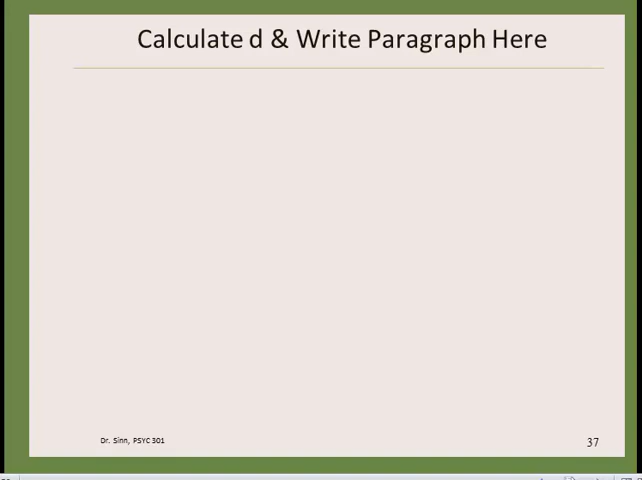 Calculate d & Write Paragraph Here
Dr. Sinn, PSYC 301
37